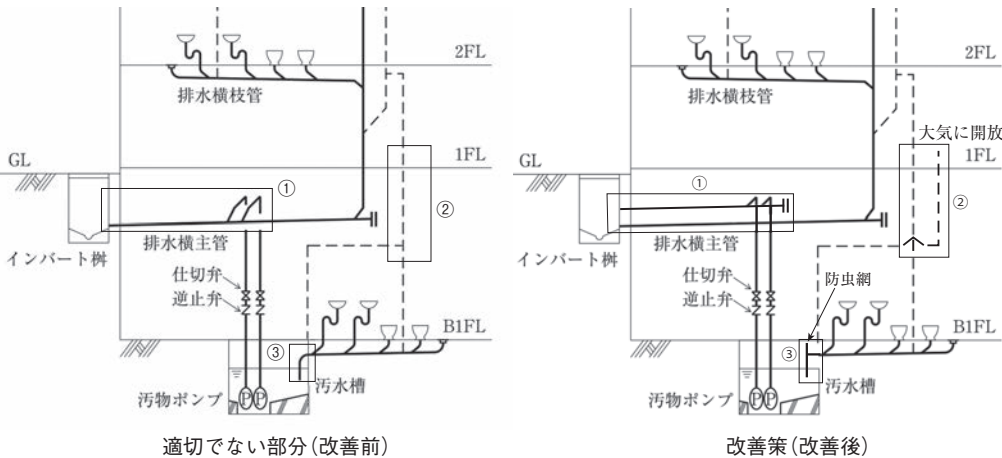 2FL
排水横枝管
GL
1FL
①
②
排水横主管
インバート桝
仕切弁
逆止弁
B1FL
③
汚水槽
汚物ポンプ
P P
適切でない部分(改善前)
2FL
排水横枝管
大気に開放
GL
1FL
①
②
排水横主管
インバート桝
仕切弁
防虫網
逆止弁
B1FL
③
汚水槽
汚物ポンプ
P P
改善策(改善後)